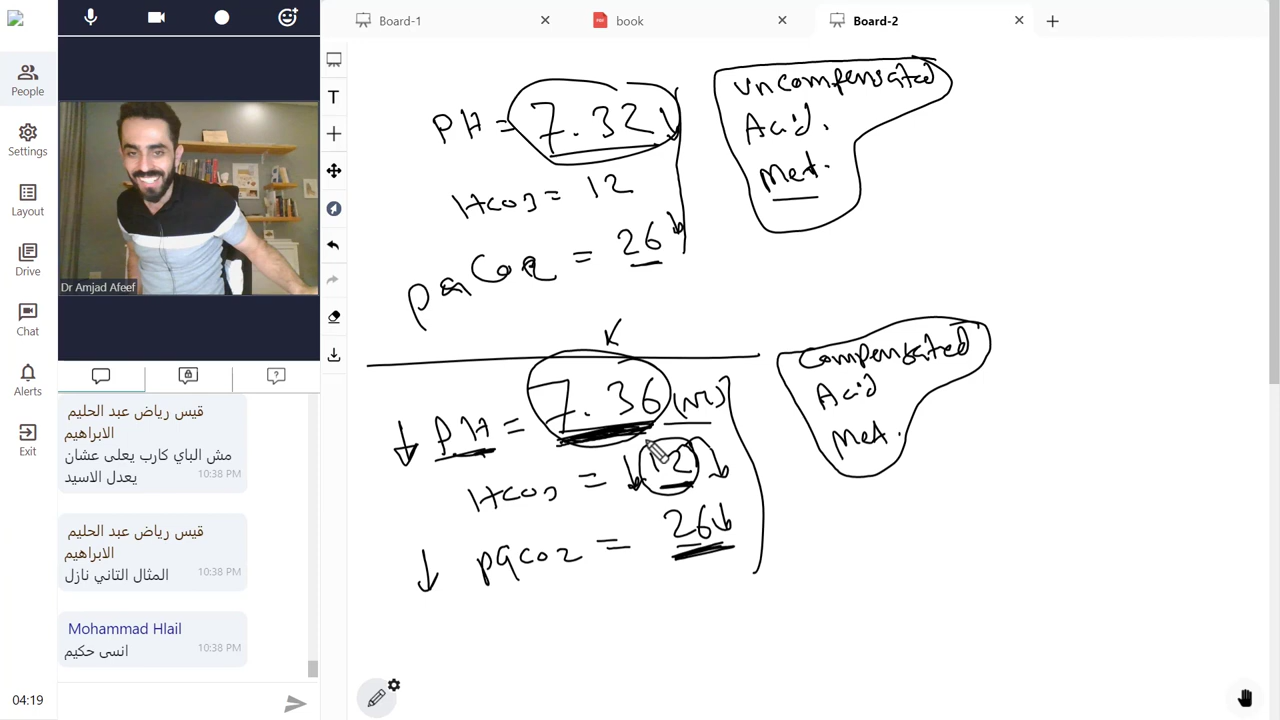 Board-1
book
Board-2
People
Settings
Layout
Drive
Chat
Alerts
Exit
04:19
Dr Amjad Afeef
قيس رياض عبد الحليم
الابراهيم
مش الباي كارب يعلى عشان
يعدل الاسيد
10:38 PM
قيس رياض عبد الحليم
الابراهيم
المثال التاني نازل
10:38 PM
Mohammad Hlail
انسى حكيم
10:38 PM
PH = 7.32 ↓
HCO3 = 12
paCo2 = 26 ↓
uncompensated
Acid.
Met.
↓ PH = 7.36
HCO3 = ↓ 12 ↓
↓ paco2 = 26 ↓
Compensated
Acid
Met.